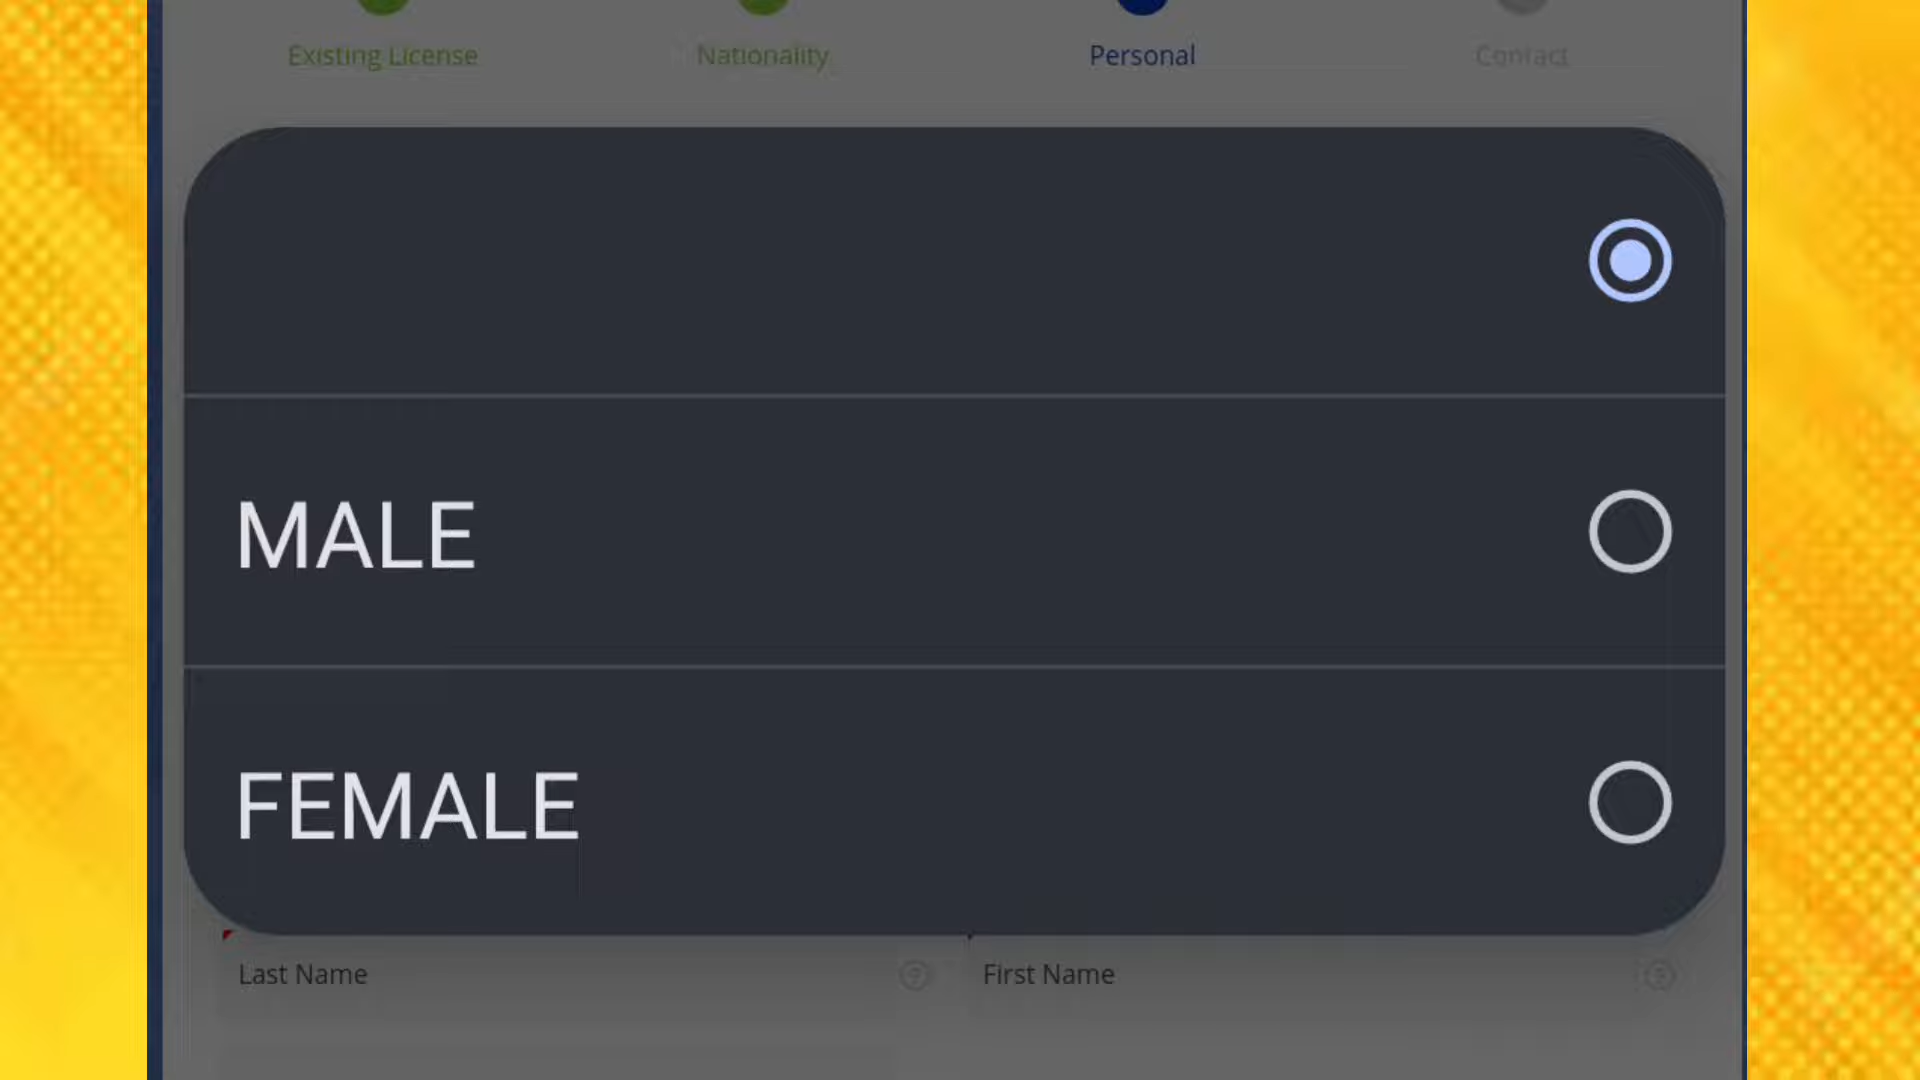 Existing License
Nationality
Personal
Contact
MALE
FEMALE
Last Name
First Name